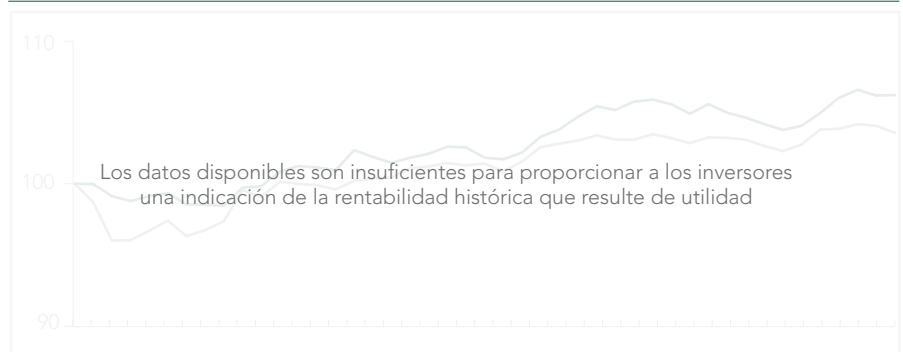 110
Los datos disponibles son insuficientes para proporcionar a los inversores
100
una indicación de la rentabilidad histórica que resulte de utilidad
90